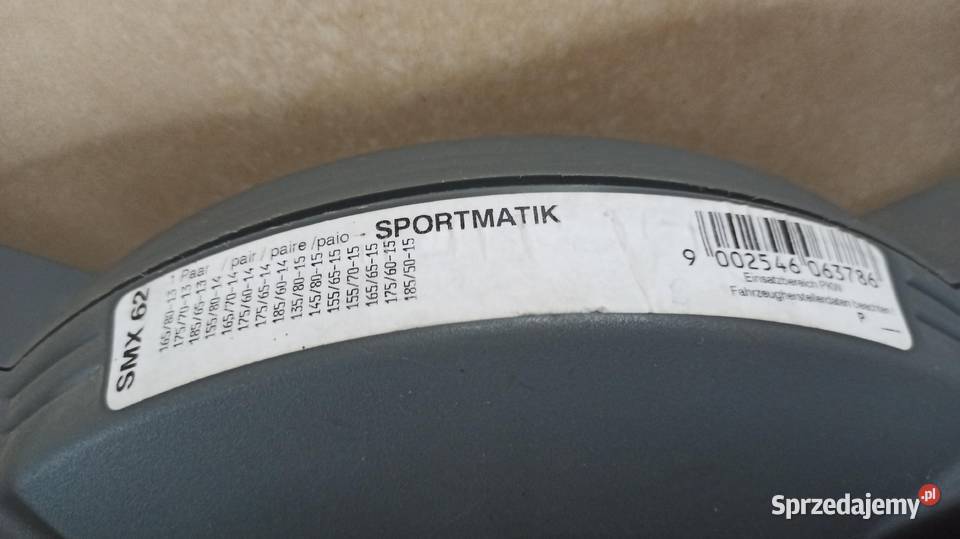 SMX 62
- Paar / pair / paire / paio -
SPORTMATIK
165/80-13
175/70-13
185/65-13
155/80-14
165/70-14
175/60-14
175/65-14
185/60-14
135/80-15
145/80-15
155/65-15
155/70-15
165/65-15
175/60-15
185/50-15
9 002546 063786
Einsatzbereich PKW
Fahrzeugherstellerdaten beachten !
P __
Sprzedajemy.pl